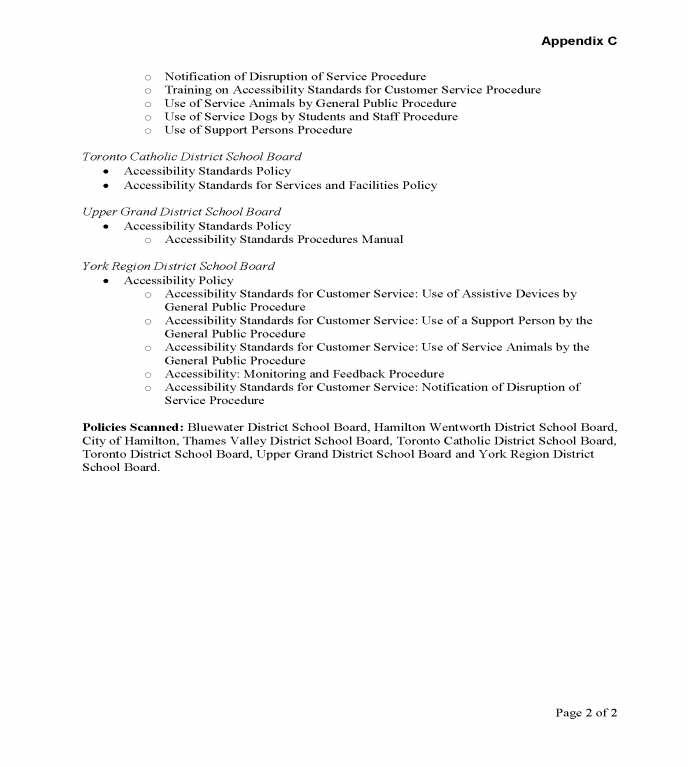 Appendix C
o Notification of Disruption of Service Procedure
o Training on Accessibility Standards for Customer Service Procedure
o Use of Service Animals by General Public Procedure
o Use of Service Dogs by Students and Staff Procedure
o Use of Support Persons Procedure
Toronto Catholic District School Board
• Accessibility Standards Policy
• Accessibility Standards for Services and Facilities Policy
Upper Grand District School Board
• Accessibility Standards Policy
o Accessibility Standards Procedures Manual
York Region District School Board
• Accessibility Policy
o Accessibility Standards for Customer Service: Use of Assistive Devices by
General Public Procedure
o Accessibility Standards for Customer Service: Use of a Support Person by the
General Public Procedure
o Accessibility Standards for Customer Service: Use of Service Animals by the
General Public Procedure
o Accessibility: Monitoring and Feedback Procedure
o Accessibility Standards for Customer Service: Notification of Disruption of
Service Procedure
Policies Scanned: Bluewater District School Board, Hamilton Wentworth District School Board,
City of Hamilton, Thames Valley District School Board, Toronto Catholic District School Board,
Toronto District School Board, Upper Grand District School Board and York Region District
School Board.
Page 2 of 2